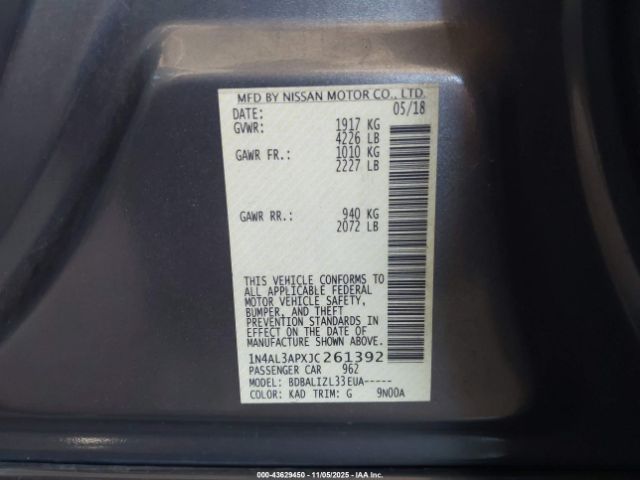 MFD BY NISSAN MOTOR CO., LTD.
DATE: 05/18
GVWR: 1917 KG
4226 LB
GAWR FR.: 1010 KG
2227 LB
GAWR RR.: 940 KG
2072 LB
THIS VEHICLE CONFORMS TO
ALL APPLICABLE FEDERAL
MOTOR VEHICLE SAFETY,
BUMPER, AND THEFT
PREVENTION STANDARDS IN
EFFECT ON THE DATE OF
MANUFACTURE SHOWN ABOVE.
1N4AL3APXJC261392
PASSENGER CAR 962
MODEL: BDBALIZL33EUA-----
COLOR: KAD TRIM: G 9N00A
© 43629450 - 11/05/2025 - IAAI.COM